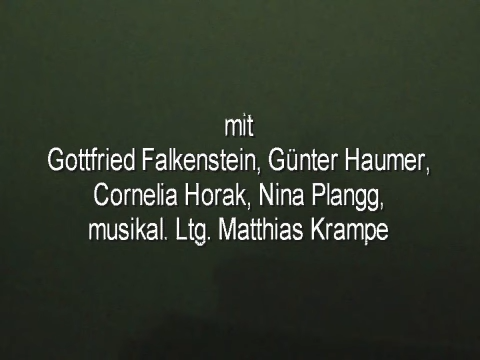 mit
Gottfried Falkenstein, Günter Haumer,
Cornelia Horak, Nina Plangg,
musikal. Ltg. Matthias Krampe